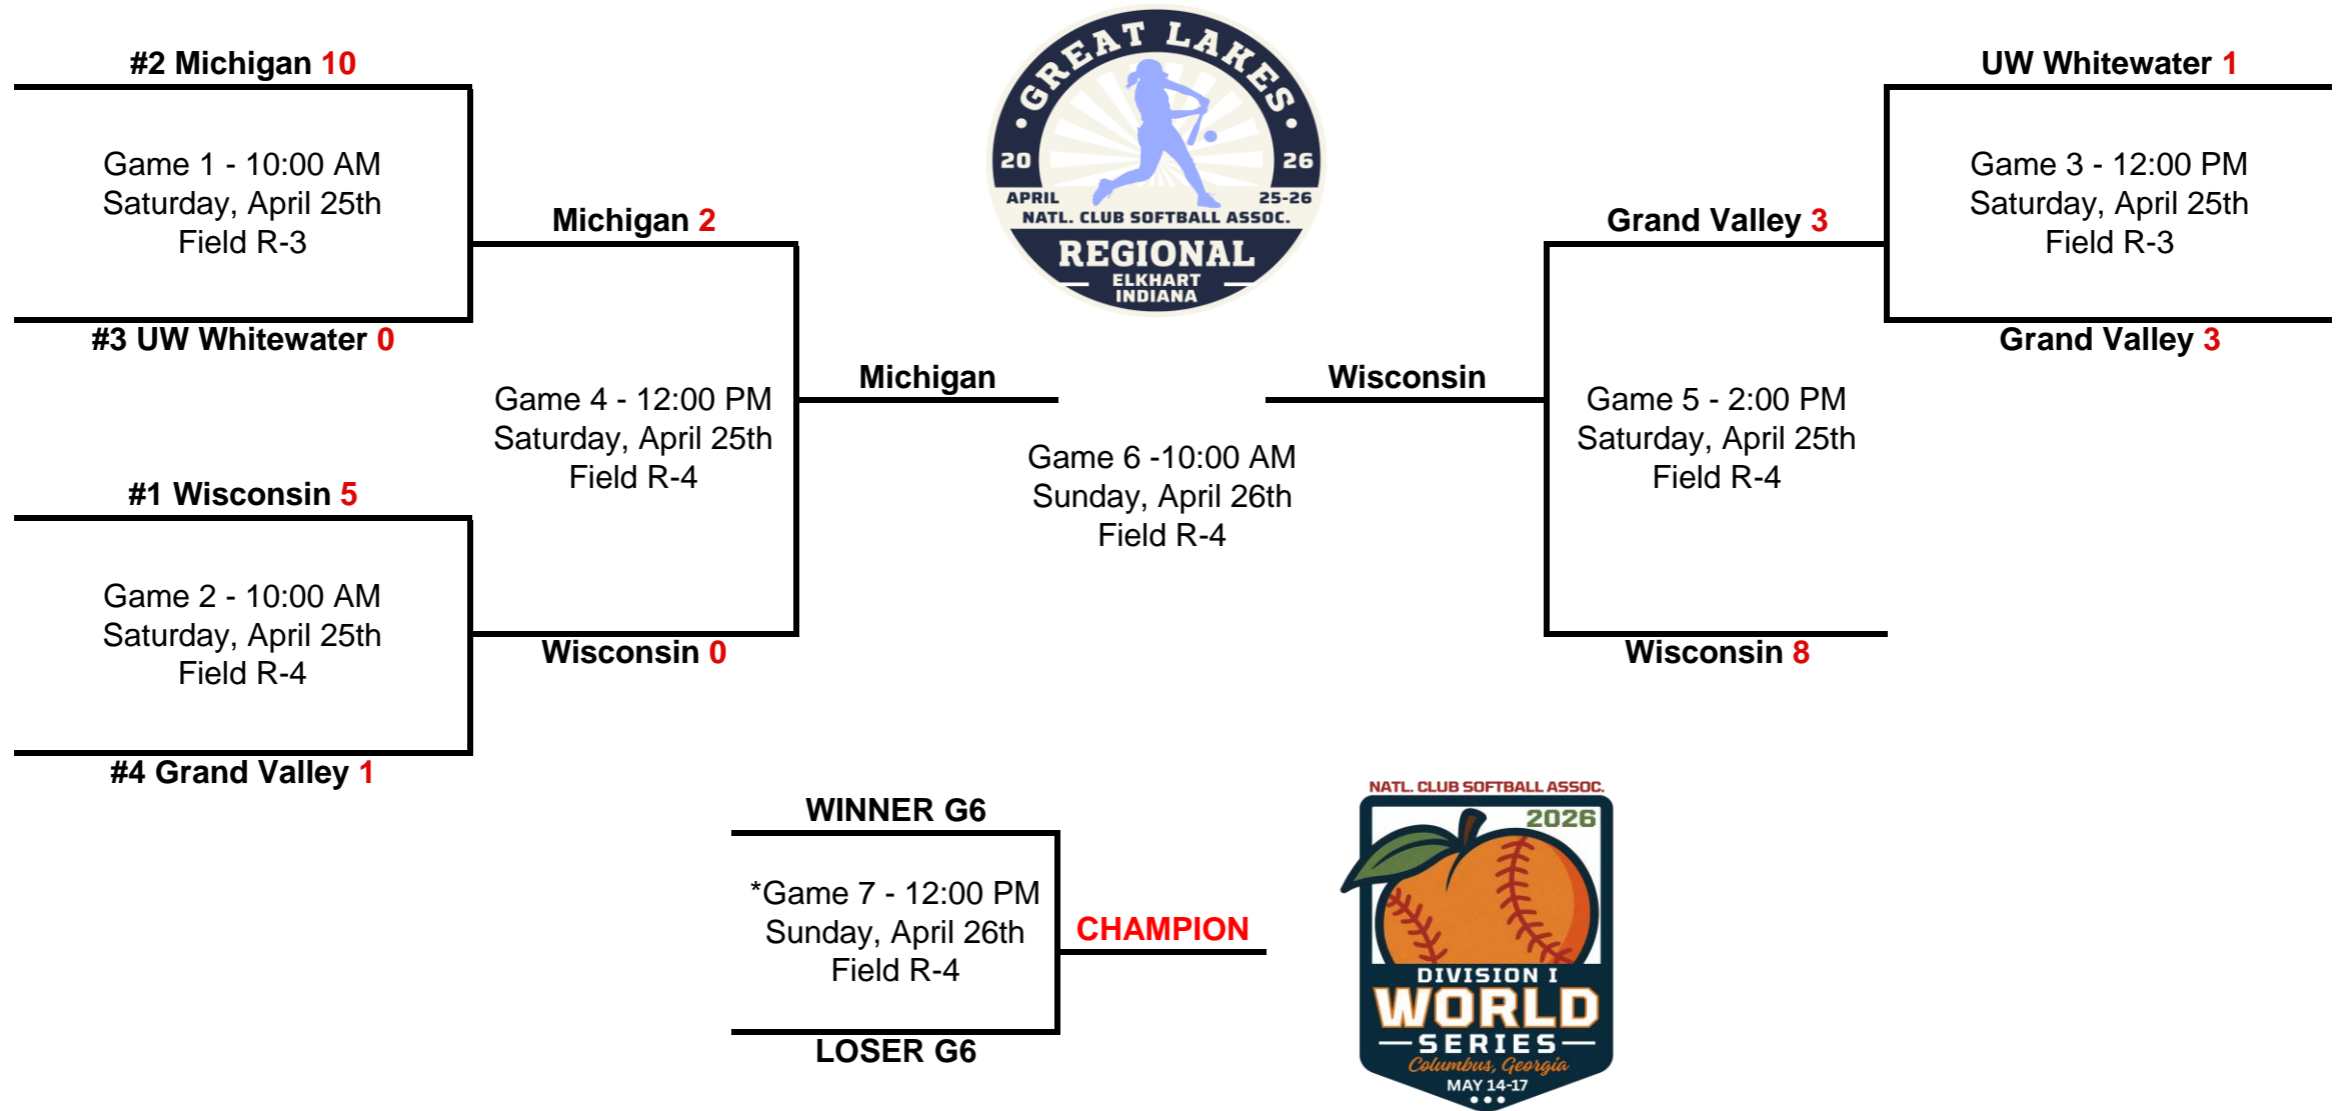 #2 Michigan 10
Game 1 - 10:00 AM
Saturday, April 25th
Field R-3
#3 UW Whitewater 0
#1 Wisconsin 5
Game 2 - 10:00 AM
Saturday, April 25th
Field R-4
#4 Grand Valley 1
Michigan 2
Game 4 - 12:00 PM
Saturday, April 25th
Field R-4
Wisconsin 0
Michigan
GREAT LAKES
20 26
APRIL 25-26
NATL. CLUB SOFTBALL ASSOC.
REGIONAL
ELKHART
INDIANA
Game 6 -10:00 AM
Sunday, April 26th
Field R-4
Wisconsin
Grand Valley 3
Game 5 - 2:00 PM
Saturday, April 25th
Field R-4
Wisconsin 8
UW Whitewater 1
Game 3 - 12:00 PM
Saturday, April 25th
Field R-3
Grand Valley 3
WINNER G6
*Game 7 - 12:00 PM
Sunday, April 26th
Field R-4
LOSER G6
CHAMPION
NATL. CLUB SOFTBALL ASSOC.
2026
DIVISION I
WORLD
SERIES
Columbus, Georgia
MAY 14-17